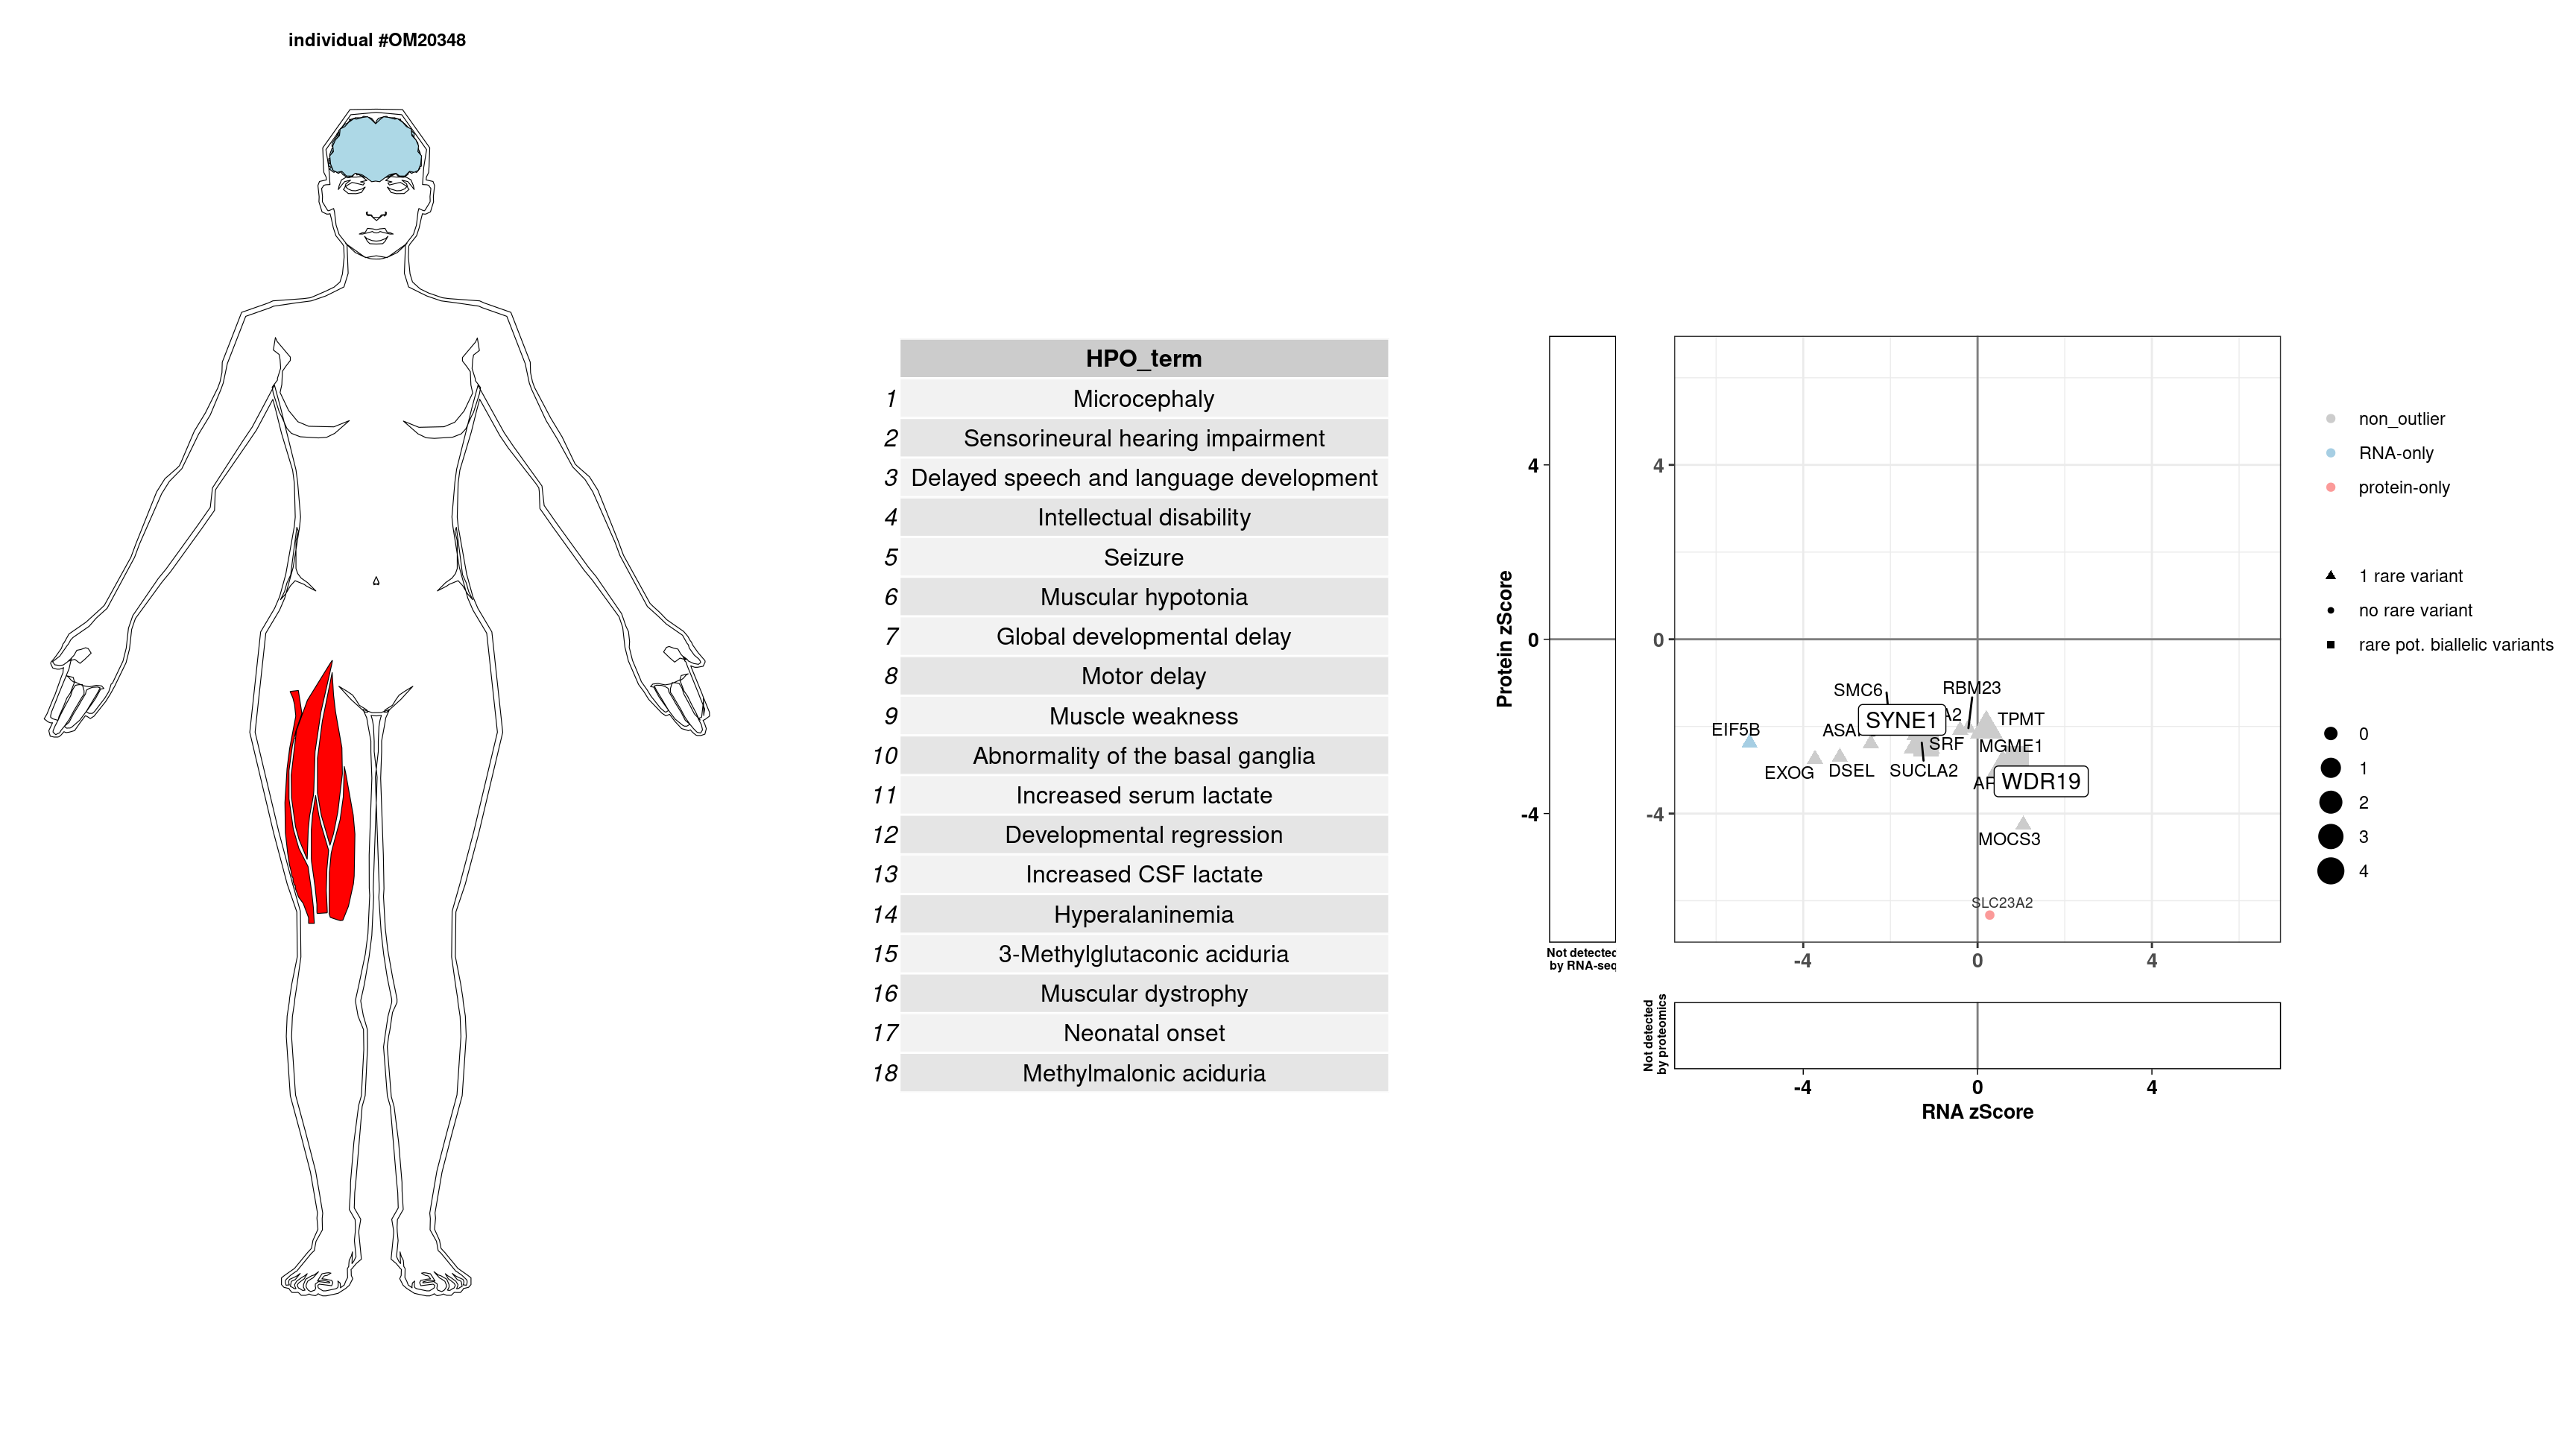 individual #OM20348
HPO_term
1 Microcephaly
2 Sensorineural hearing impairment
3 Delayed speech and language development
4 Intellectual disability
5 Seizure
6 Muscular hypotonia
7 Global developmental delay
8 Motor delay
9 Muscle weakness
10 Abnormality of the basal ganglia
11 Increased serum lactate
12 Developmental regression
13 Increased CSF lactate
14 Hyperalaninemia
15 3-Methylglutaconic aciduria
16 Muscular dystrophy
17 Neonatal onset
18 Methylmalonic aciduria
Protein zScore
4
0
-4
Not detected
by RNA-seq
4
0
-4
SMC6
RBM23
SYNE1
A2
TPMT
EIF5B
ASA
SRF
MGME1
EXOG
DSEL
SUCLA2
WDR19
MOCS3
SLC23A2
-4 0 4
Not detected
by proteomics
-4 0 4
RNA zScore
non_outlier
RNA-only
protein-only
1 rare variant
no rare variant
rare pot. biallelic variants
0
1
2
3
4